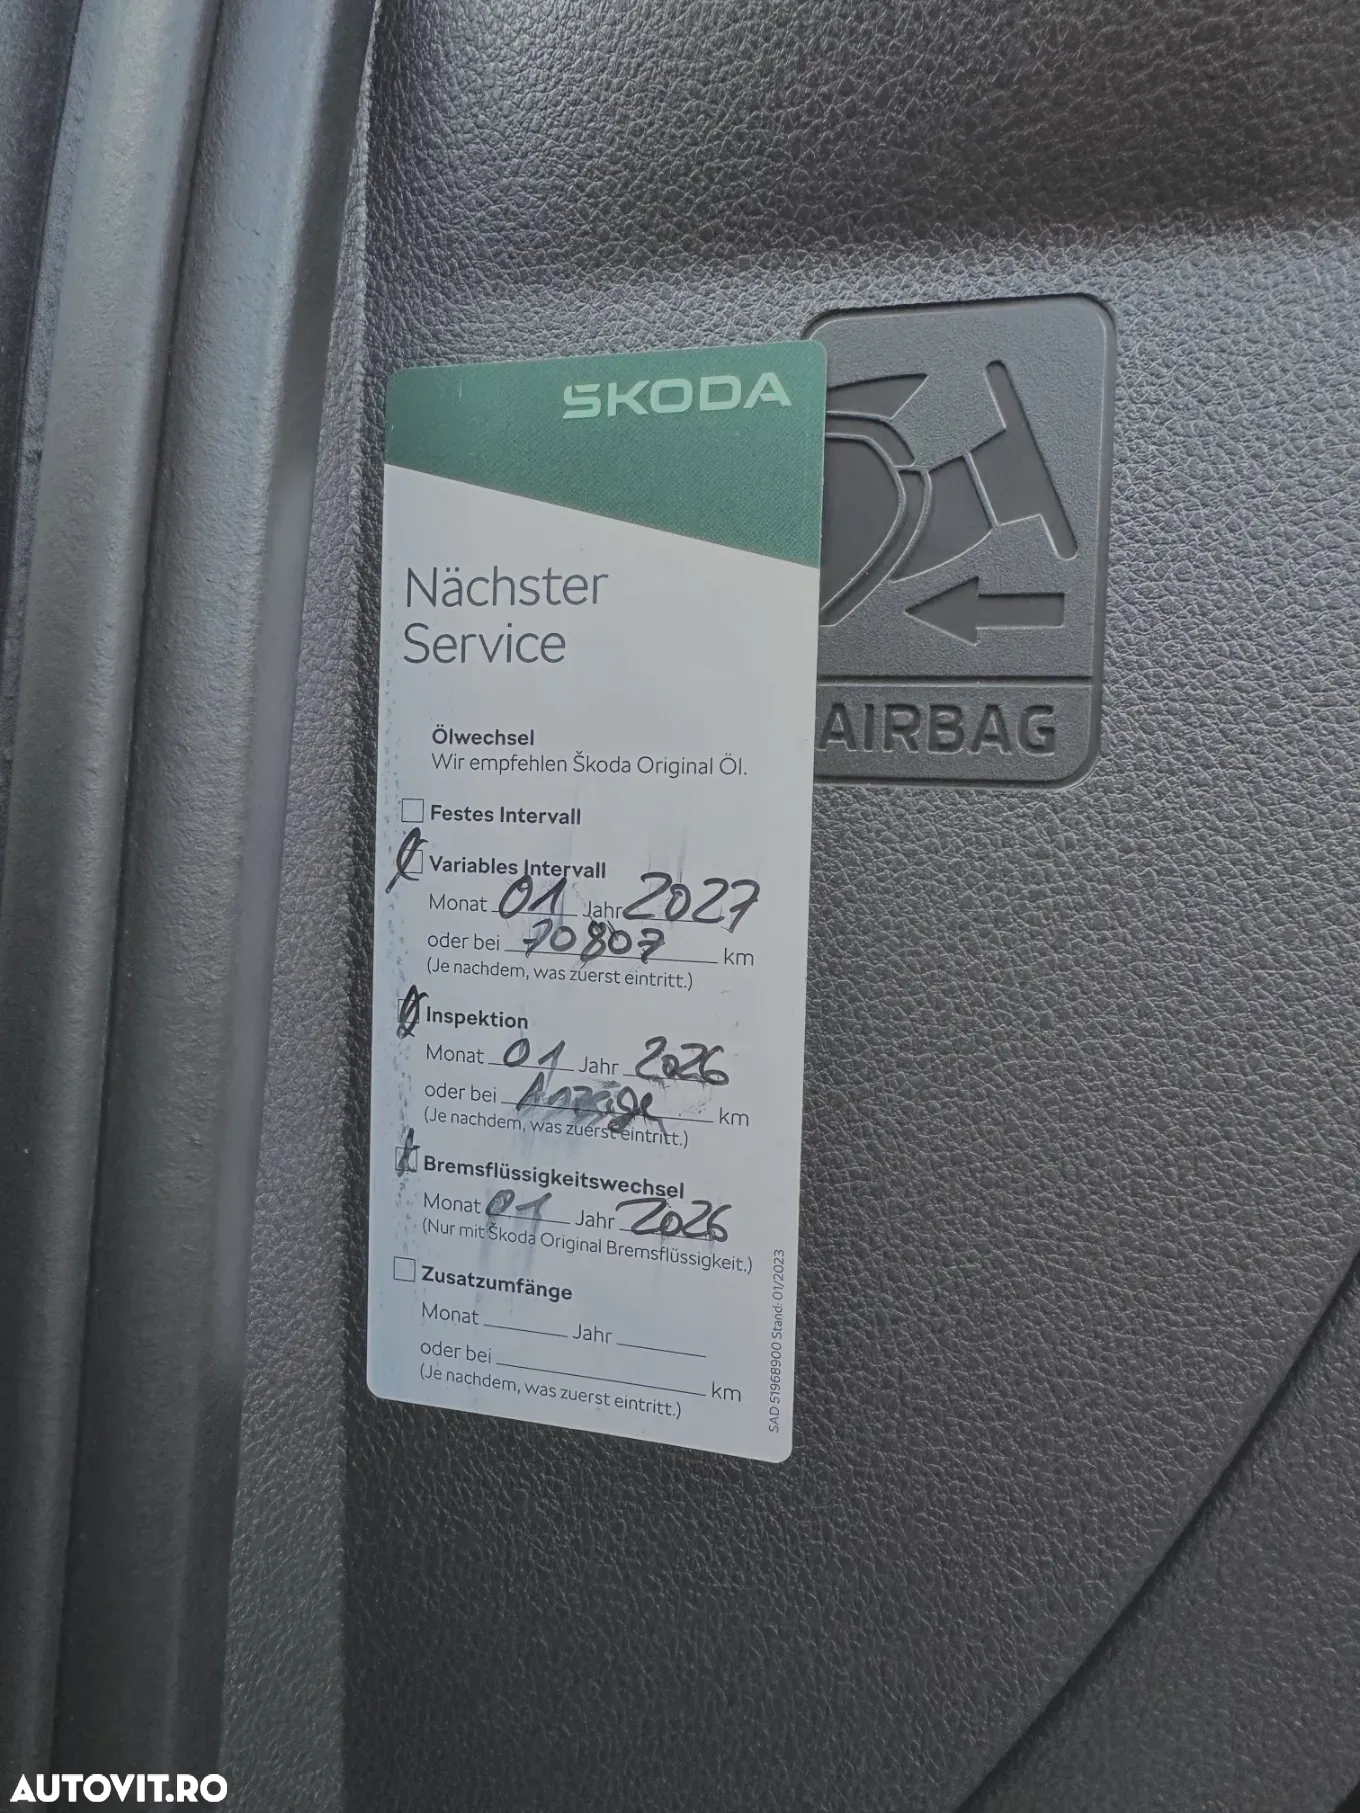 ŠKODA
AIRBAG
Nächster
Service
Ölwechsel
Wir empfehlen Škoda Original Öl.
Festes Intervall
Variables Intervall
Monat 01 Jahr 2027
oder bei 70807 km
(Je nachdem, was zuerst eintritt.)
Inspektion
Monat 01 Jahr 2026
oder bei Anzeige km
(Je nachdem, was zuerst eintritt.)
Bremsflüssigkeitswechsel
Monat 01 Jahr 2026
(Nur mit Škoda Original Bremsflüssigkeit.)
Zusatzumfänge
Monat Jahr
oder bei km
(Je nachdem, was zuerst eintritt.)
SAD 51968900 Stand: 01/2023
AUTOVIT.RO